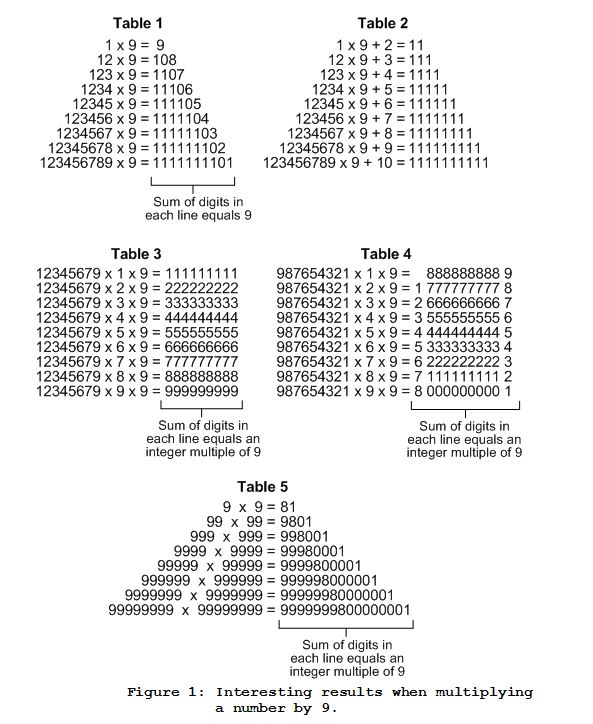 Table 1
1 x 9 = 9
12 x 9 = 108
123 x 9 = 1107
1234 x 9 = 11106
12345 x 9 = 111105
123456 x 9 = 1111104
1234567 x 9 = 11111103
12345678 x 9 = 111111102
123456789 x 9 = 1111111101
Sum of digits in
each line equals 9
Table 2
1 x 9 + 2 = 11
12 x 9 + 3 = 111
123 x 9 + 4 = 1111
1234 x 9 + 5 = 11111
12345 x 9 + 6 = 111111
123456 x 9 + 7 = 1111111
1234567 x 9 + 8 = 11111111
12345678 x 9 + 9 = 111111111
123456789 x 9 + 10 = 1111111111
Table 3
12345679 x 1 x 9 = 111111111
12345679 x 2 x 9 = 222222222
12345679 x 3 x 9 = 333333333
12345679 x 4 x 9 = 444444444
12345679 x 5 x 9 = 555555555
12345679 x 6 x 9 = 666666666
12345679 x 7 x 9 = 777777777
12345679 x 8 x 9 = 888888888
12345679 x 9 x 9 = 999999999
Sum of digits in
each line equals an
integer multiple of 9
Table 4
987654321 x 1 x 9 = 888888888 9
987654321 x 2 x 9 = 1 777777777 8
987654321 x 3 x 9 = 2 666666666 7
987654321 x 4 x 9 = 3 555555555 6
987654321 x 5 x 9 = 4 444444444 5
987654321 x 6 x 9 = 5 333333333 4
987654321 x 7 x 9 = 6 222222222 3
987654321 x 8 x 9 = 7 111111111 2
987654321 x 9 x 9 = 8 000000000 1
Sum of digits in
each line equals an
integer multiple of 9
Table 5
9 x 9 = 81
99 x 99 = 9801
999 x 999 = 998001
9999 x 9999 = 99980001
99999 x 99999 = 9999800001
999999 x 999999 = 999998000001
9999999 x 9999999 = 99999980000001
99999999 x 99999999 = 9999999800000001
Sum of digits in
each line equals an
integer multiple of 9
Figure 1: Interesting results when multiplying
a number by 9.